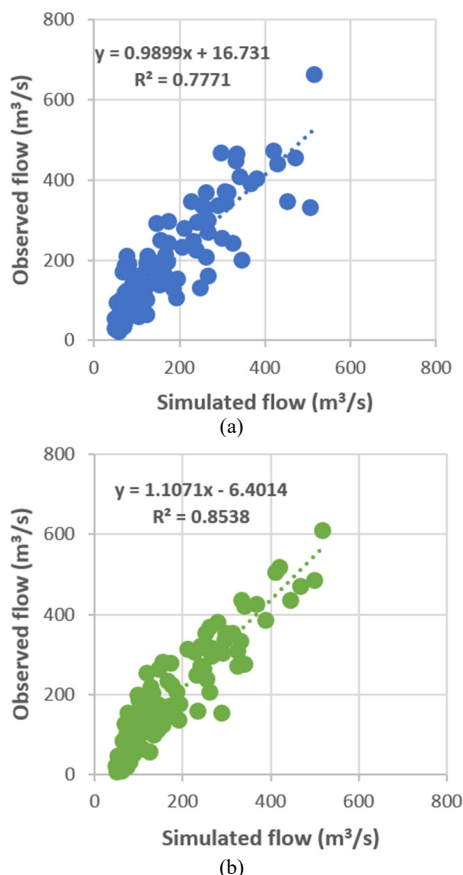 800
y = 0.9899x + 16.731
R² = 0.7771
600
400
200
0
Observed flow (m³/s)
0 200 400 600 800
Simulated flow (m³/s)
(a)
800
y = 1.1071x - 6.4014
R² = 0.8538
600
400
200
0
Observed flow (m³/s)
0 200 400 600 800
Simulated flow (m³/s)
(b)